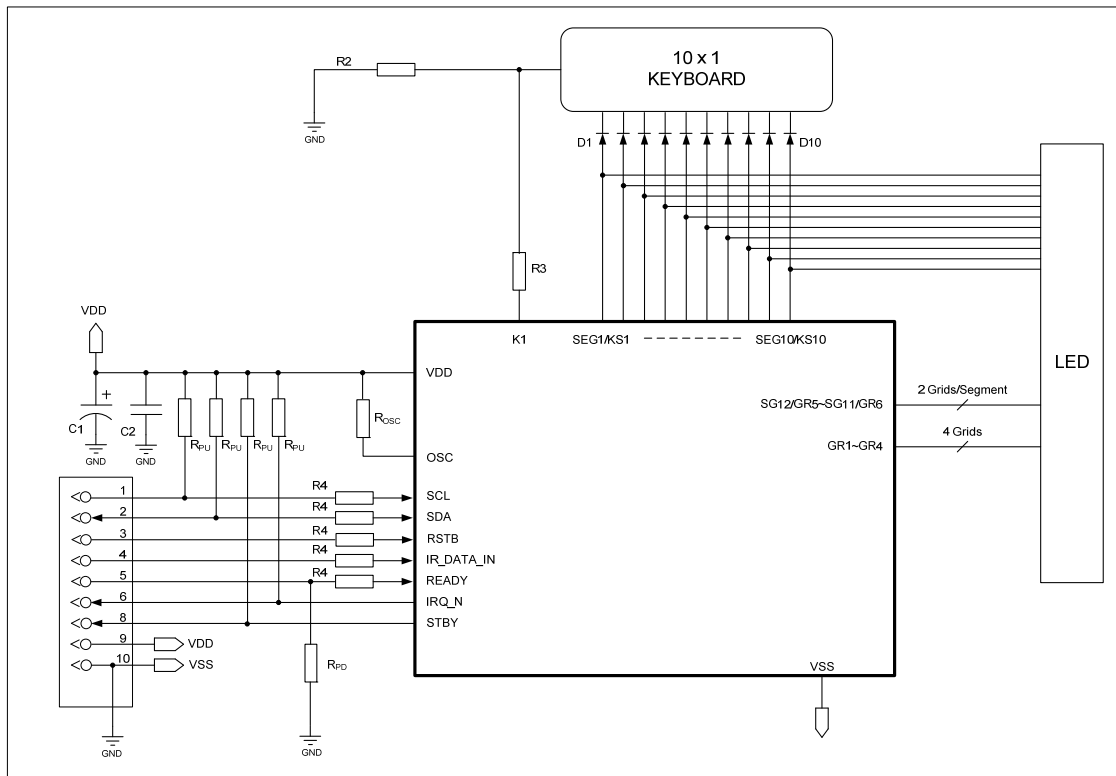 10 x 1
KEYBOARD
R2
GND
D1
D10
R3
VDD
K1
SEG1/KS1
SEG10/KS10
LED
VDD
C1
+
C2
GND
GND
RPU
RPU
RPU
RPU
ROSC
OSC
SG12/GR5~SG11/GR6
2 Grids/Segment
GR1~GR4
4 Grids
1
R4
SCL
2
R4
SDA
3
R4
RSTB
4
R4
IR_DATA_IN
5
R4
READY
6
IRQ_N
8
STBY
9
VDD
10
VSS
RPD
VSS
GND
GND